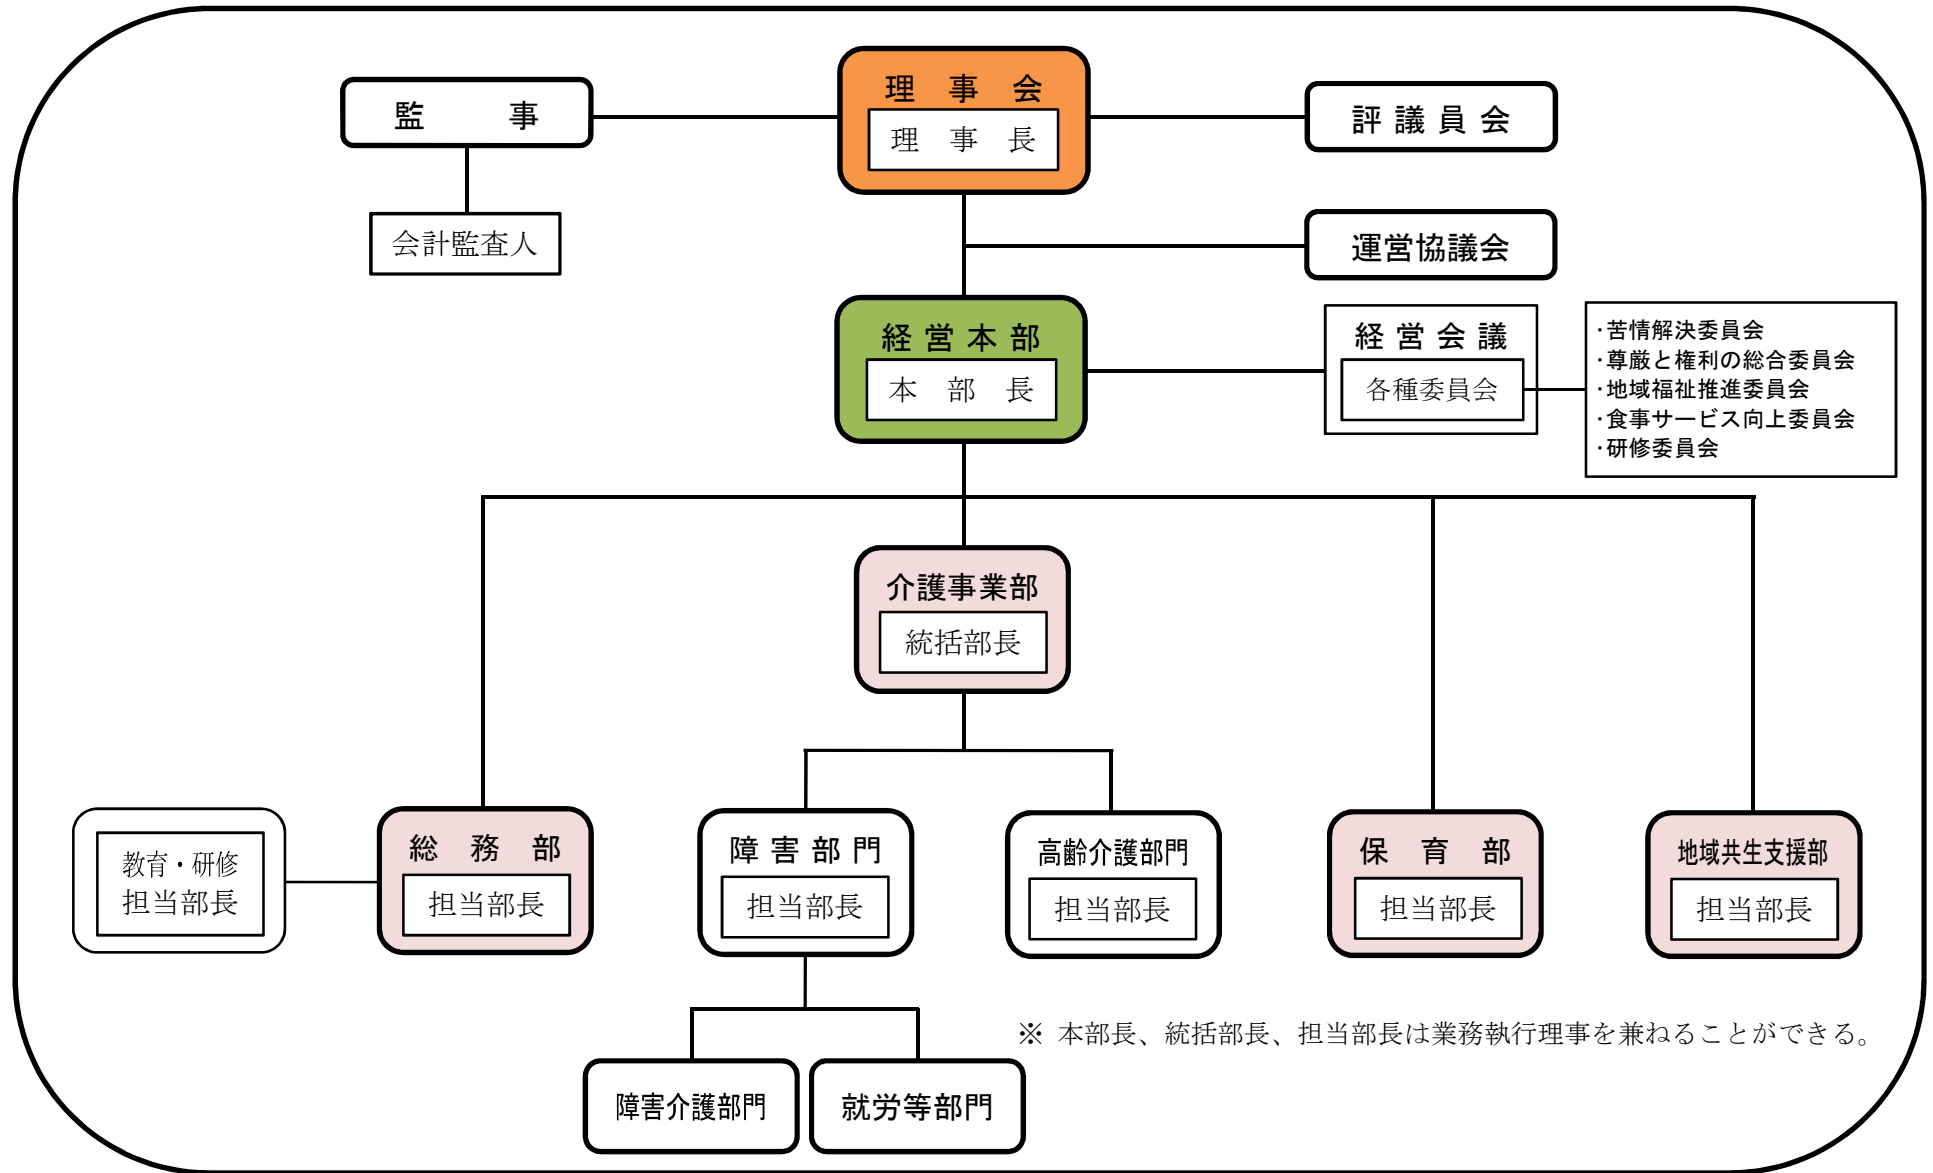 理事会
理事長
監事
評議員会
会計監査人
運営協議会
経営本部
本部長
経営会議
各種委員会
・苦情解決委員会
・尊厳と権利の総合委員会
・地域福祉推進委員会
・食事サービス向上委員会
・研修委員会
介護事業部
統括部長
教育・研修
担当部長
総務部
担当部長
障害部門
担当部長
高齢介護部門
担当部長
保育部
担当部長
地域共生支援部
担当部長
※ 本部長、統括部長、担当部長は業務執行理事を兼ねることができる。
障害介護部門
就労等部門